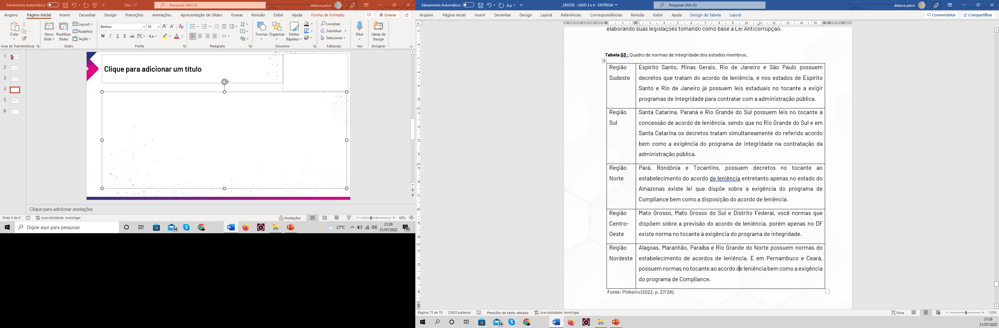 Salvamento Automático
Uni...
Pesquisar (Alt+G)
debora paiva
Arquivo Página Inicial Inserir Desenhar Design Transições Animações Apresentação de Slides Gravar Revisão Exibir Ajuda Forma de Formato
Gravar
Colar
Novo Slide
Reutilizar Slides
Layout
Redefinir
Seção
Barlow 18
N I S S ab AV Aa A
Formas
Organizar
Estilos Rápidos
Localizar
Substituir
Selecionar
Ditar
Ideias de Design
Área de Transferência Slides Fonte Parágrafo Desenho Editando Voz Designer
1
2
3
4
5
6
Clique para adicionar um título
Clique para adicionar anotações
Slide 4 de 6 Acessibilidade: investigar Anotações 68%
Digite aqui para pesquisar
14
27°C
21:29
21/07/2022
10
Salvamento Automático
Aa
_EBOOK - UNID 3 e 4 - ENTREGA
Pesquisar (Alt+G)
debora paiva
Arquivo Página Inicial Inserir Desenhar Design Layout Referências Correspondências Revisão Exibir Ajuda Design da Tabela Layout
Comentários Compartilhar
elaborando suas legislações tomando como base a Lei Anticorrupção.
Tabela 03 : Quadro de normas de integridade dos estados membros.
Região
Sudeste
Espírito Santo, Minas Gerais, Rio de Janeiro e São Paulo possuem
decretos que tratam do acordo de leniência, e nos estados de Espírito
Santo e Rio de Janeiro já possuem leis estaduais no tocante a exigir
programas de integridade para contratar com a administração pública.
Região
Sul
Santa Catarina, Paraná e Rio Grande do Sul possuem leis no tocante à
concessão de acordo de leniência. sendo que no Rio Grande do Sul e em
Santa Catarina os decretos tratam simultaneamente do referido acordo
bem como a exigência do programa de integridade na contratação da
administração pública.
Região
Norte
Pará, Rondônia e Tocantins, possuem decretos no tocante ao
estabelecimento do acordo de leniência entretanto apenas no estado do
Amazonas existe lei que dispõe sobre a exigência do programa de
Compliance bem como a disposição do acordo de leniência.
Região
Centro-
Oeste
Mato Grosso, Mato Grosso do Sul e Distrito Federal, você normas que
dispõem sobre a previsão do acordo de leniência, porém apenas no DF
existe norma no tocante à exigência do programa de integridade.
Região
Nordeste
Alagoas, Maranhão, Paraíba e Rio Grande do Norte possuem normas do
estabelecimento de acordos de leniência. E em Pernambuco e Ceará,
possuem normas no tocante ao acordo de leniência bem como a exigência
do programa de Compliance.
Fonte: Pinheiro (2022, p. 27/28).
Página 73 de 78 23603 palavras Previsões de texto: ativado Acessibilidade: investigar Foco 120%
14
21:29
21/07/2022